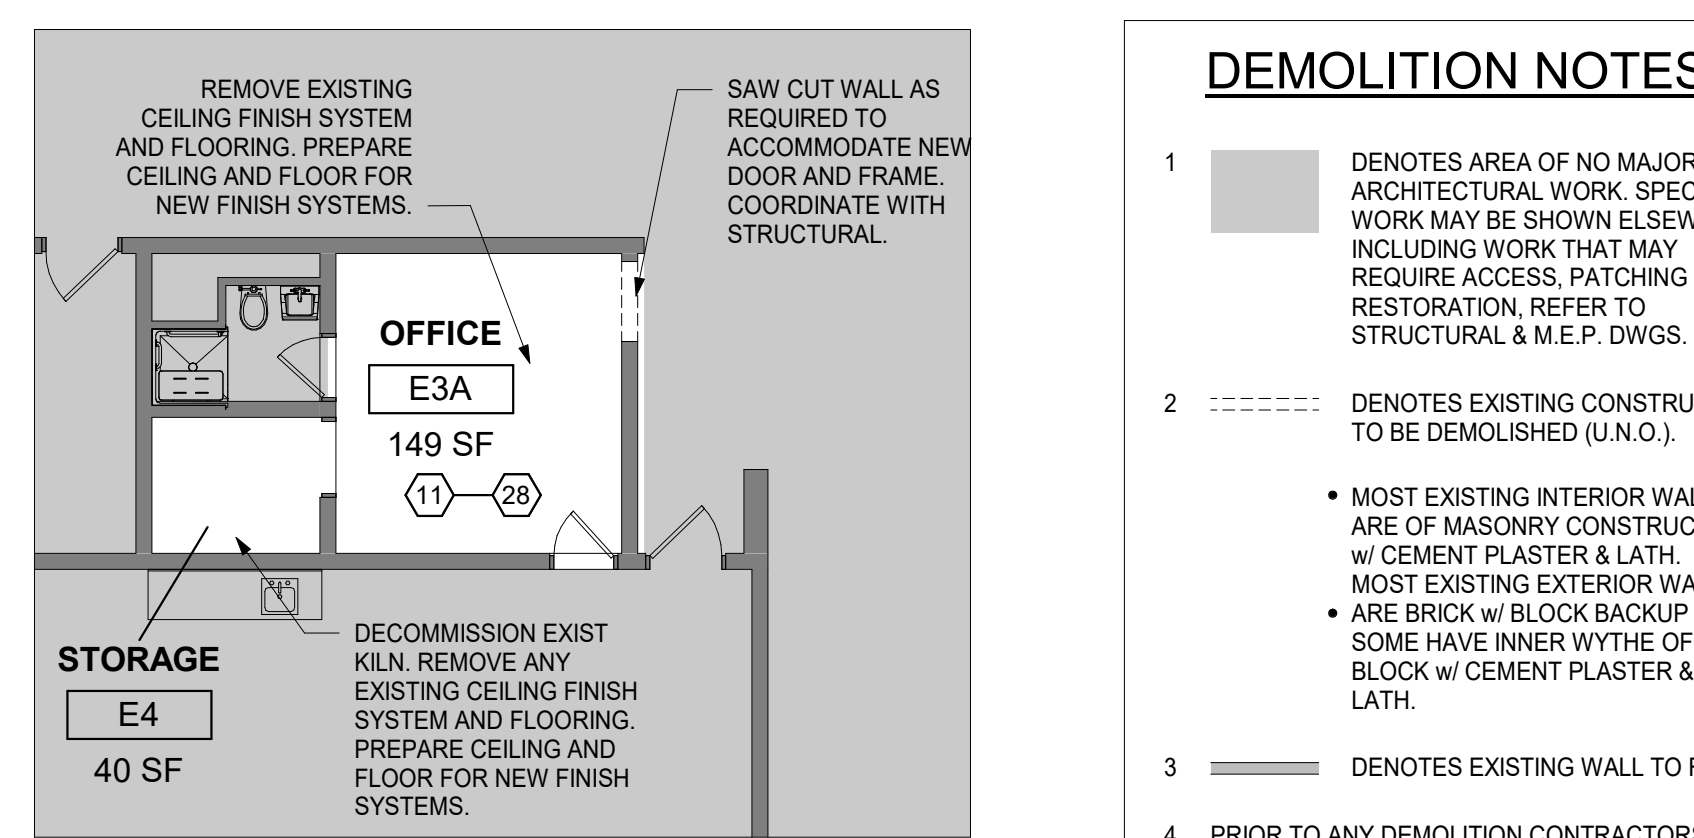 REMOVE EXISTING
CEILING FINISH SYSTEM
AND FLOORING. PREPARE
CEILING AND FLOOR FOR
NEW FINISH SYSTEMS.
SAW CUT WALL AS
REQUIRED TO
ACCOMMODATE NEW
DOOR AND FRAME.
COORDINATE WITH
STRUCTURAL.
OFFICE
E3A
149 SF
11 28
STORAGE
E4
40 SF
DECOMMISSION EXIST
KILN. REMOVE ANY
EXISTING CEILING FINISH
SYSTEM AND FLOORING.
PREPARE CEILING AND
FLOOR FOR NEW FINISH
SYSTEMS.
DEMOLITION NOTES
1 DENOTES AREA OF NO MAJOR
ARCHITECTURAL WORK.
WORK MAY BE SHOWN
INCLUDING WORK THAT MAY
REQUIRE ACCESS, PATCHING
RESTORATION, REFER TO
STRUCTURAL & M.E.P. DWGS.
2 DENOTES EXISTING
TO BE DEMOLISHED (U.N.O.).
• MOST EXISTING INTERIOR
ARE OF MASONRY
w/ CEMENT PLASTER & LATH.
MOST EXISTING EXTERIOR
• ARE BRICK w/ BLOCK BACKUP
SOME HAVE INNER WYTHE OF
BLOCK w/ CEMENT PLASTER &
LATH.
3 DENOTES EXISTING WALL TO
4 PRIOR TO ANY DEMOLITION